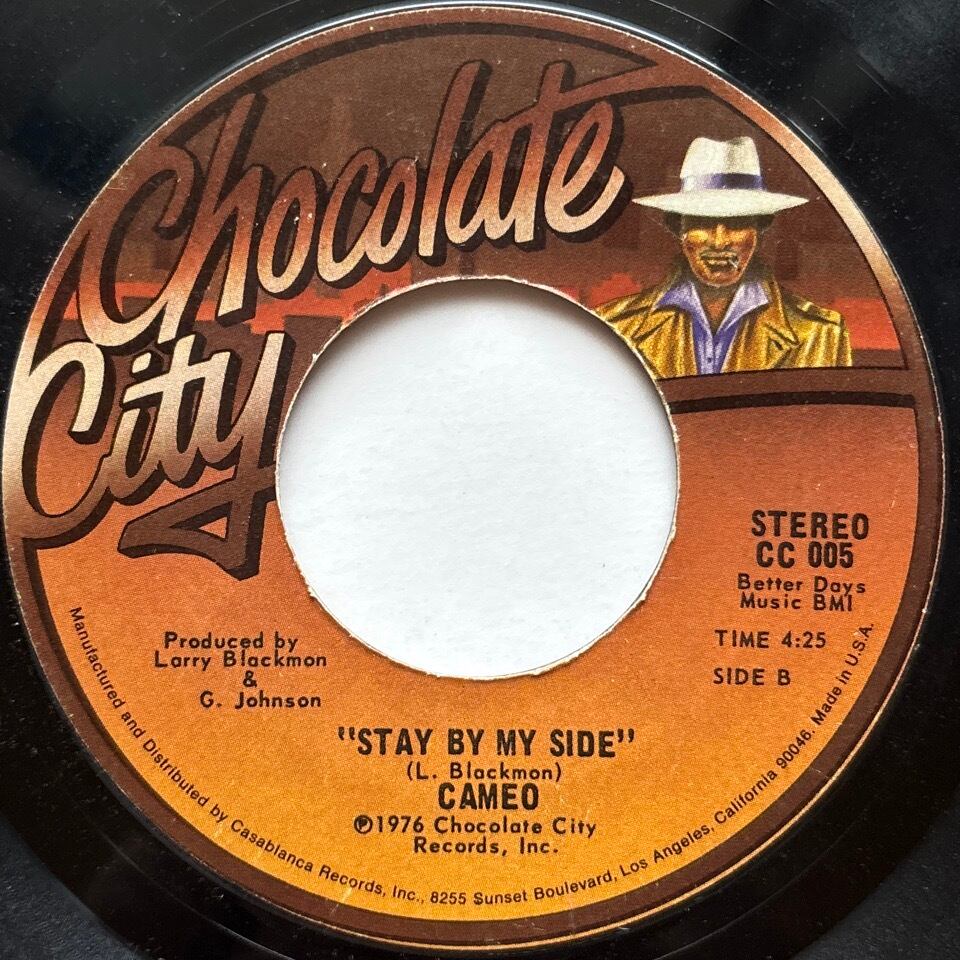 Chocolate
City
STEREO
CC 005
Better Days
Music BMI
TIME 4:25
SIDE B
Produced by
Larry Blackmon
&
G. Johnson
"STAY BY MY SIDE"
(L. Blackmon)
CAMEO
℗1976 Chocolate City
Records, Inc.
Manufactured and Distributed by Casablanca Records, Inc., 8255 Sunset Boulevard, Los Angeles, California 90046. Made in U.S.A.